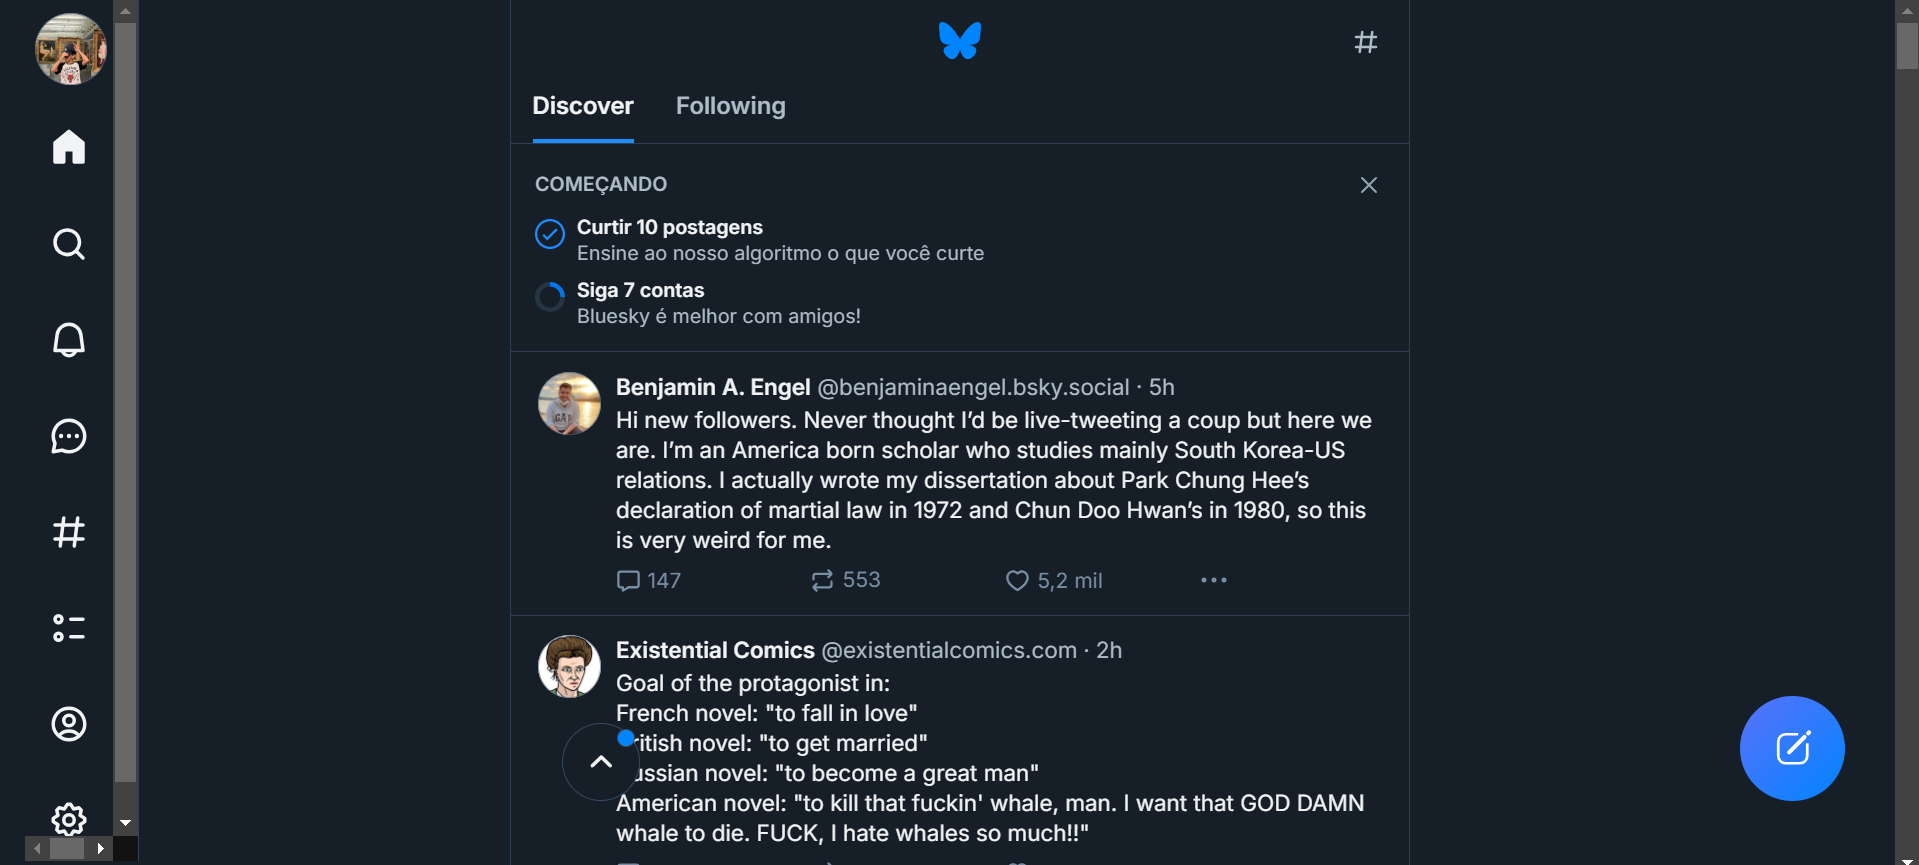 Discover Following
COMEÇANDO
Curtir 10 postagens
Ensine ao nosso algoritmo o que você curte
Siga 7 contas
Bluesky é melhor com amigos!
Benjamin A. Engel @benjaminaengel.bsky.social · 5h
Hi new followers. Never thought I’d be live-tweeting a coup but here we
are. I’m an America born scholar who studies mainly South Korea-US
relations. I actually wrote my dissertation about Park Chung Hee’s
declaration of martial law in 1972 and Chun Doo Hwan’s in 1980, so this
is very weird for me.
147 553 5,2 mil
Existential Comics @existentialcomics.com · 2h
Goal of the protagonist in:
French novel: "to fall in love"
ritish novel: "to get married"
ussian novel: "to become a great man"
American novel: "to kill that fuckin' whale, man. I want that GOD DAMN
whale to die. FUCK, I hate whales so much!!"